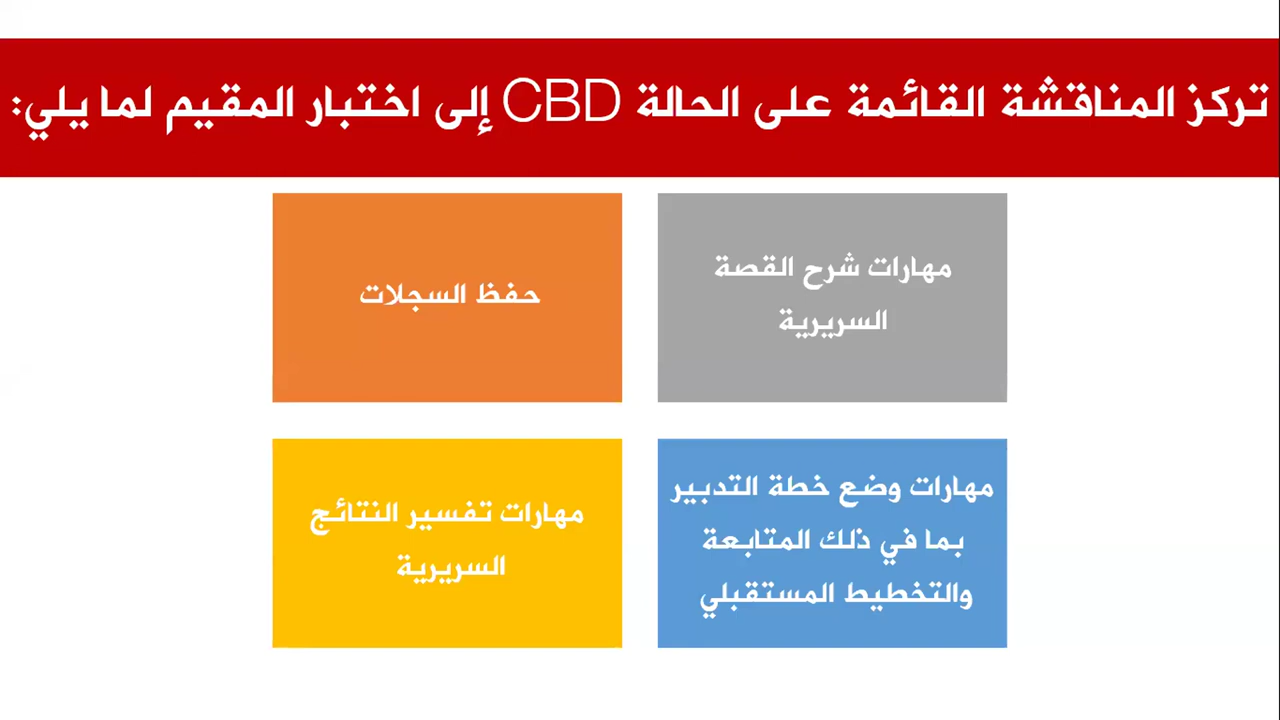 تركز المناقشة القائمة على الحالة CBD إلى اختبار المقيم لما يلي:
مهارات شرح القصة
السريرية
حفظ السجلات
مهارات وضع خطة التدبير
بما في ذلك المتابعة
والتخطيط المستقبلي
مهارات تفسير النتائج
السريرية